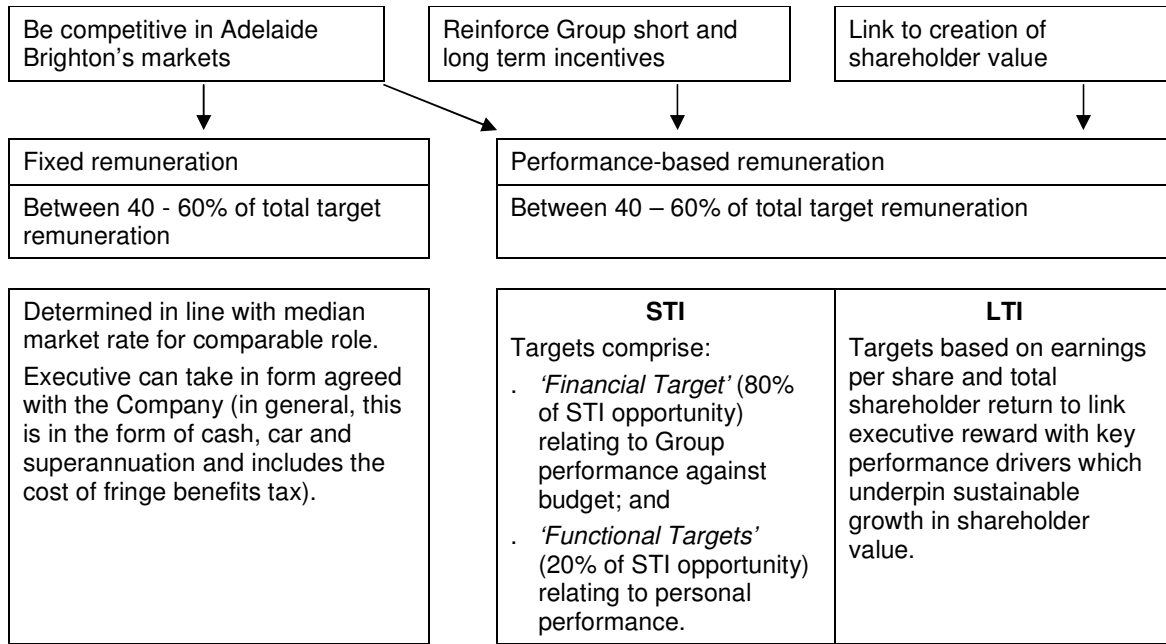 Be competitive in Adelaide
Brighton's markets
Reinforce Group short and
long term incentives
Link to creation of
shareholder value
Fixed remuneration
Between 40 - 60% of total target
remuneration
Performance-based remuneration
Between 40 – 60% of total target remuneration
Determined in line with median
market rate for comparable role.
Executive can take in form agreed
with the Company (in general, this
is in the form of cash, car and
superannuation and includes the
cost of fringe benefits tax).
STI
Targets comprise:
. 'Financial Target' (80%
of STI opportunity)
relating to Group
performance against
budget; and
. 'Functional Targets'
(20% of STI opportunity)
relating to personal
performance.
LTI
Targets based on earnings
per share and total
shareholder return to link
executive reward with key
performance drivers which
underpin sustainable
growth in shareholder
value.